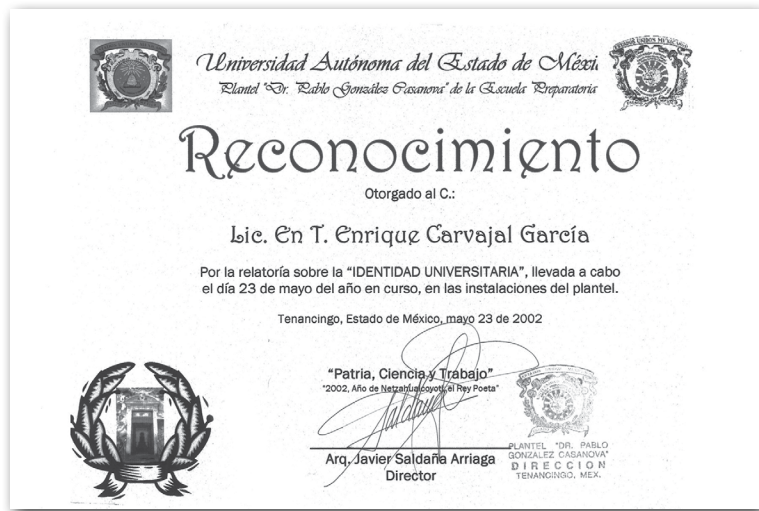 Universidad Autónoma del Estado de Méxi
Plantel "Dr. Pablo González Casanova" de la Escuela Preparatoria
Reconocimiento
Otorgado al C.:
Lic. En T. Enrique Carvajal García
Por la relatoría sobre la "IDENTIDAD UNIVERSITARIA", llevada a cabo
el día 23 de mayo del año en curso, en las instalaciones del plantel.
Tenancingo, Estado de México, mayo 23 de 2002
"Patria, Ciencia y Trabajo"
"2002, Año de Netzahualcoyotl, el Rey Poeta"
Saldaña
Arq. Javier Saldaña Arriaga
Director
PLANTEL "DR. PABLO
GONZALEZ CASANOVA"
DIRECCION
TENANCINGO, MEX.